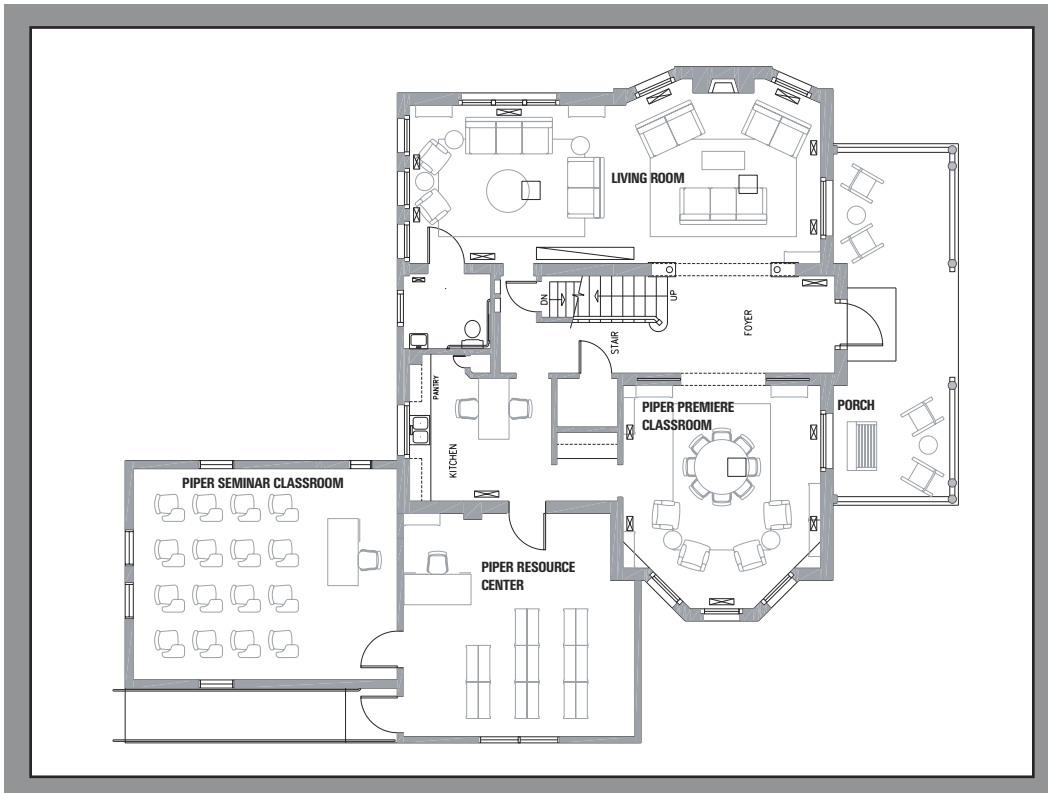 LIVING ROOM
DN
UP
STAIR
FOYER
PANTRY
KITCHEN
PIPER PREMIERE
CLASSROOM
PORCH
PIPER SEMINAR CLASSROOM
PIPER RESOURCE
CENTER